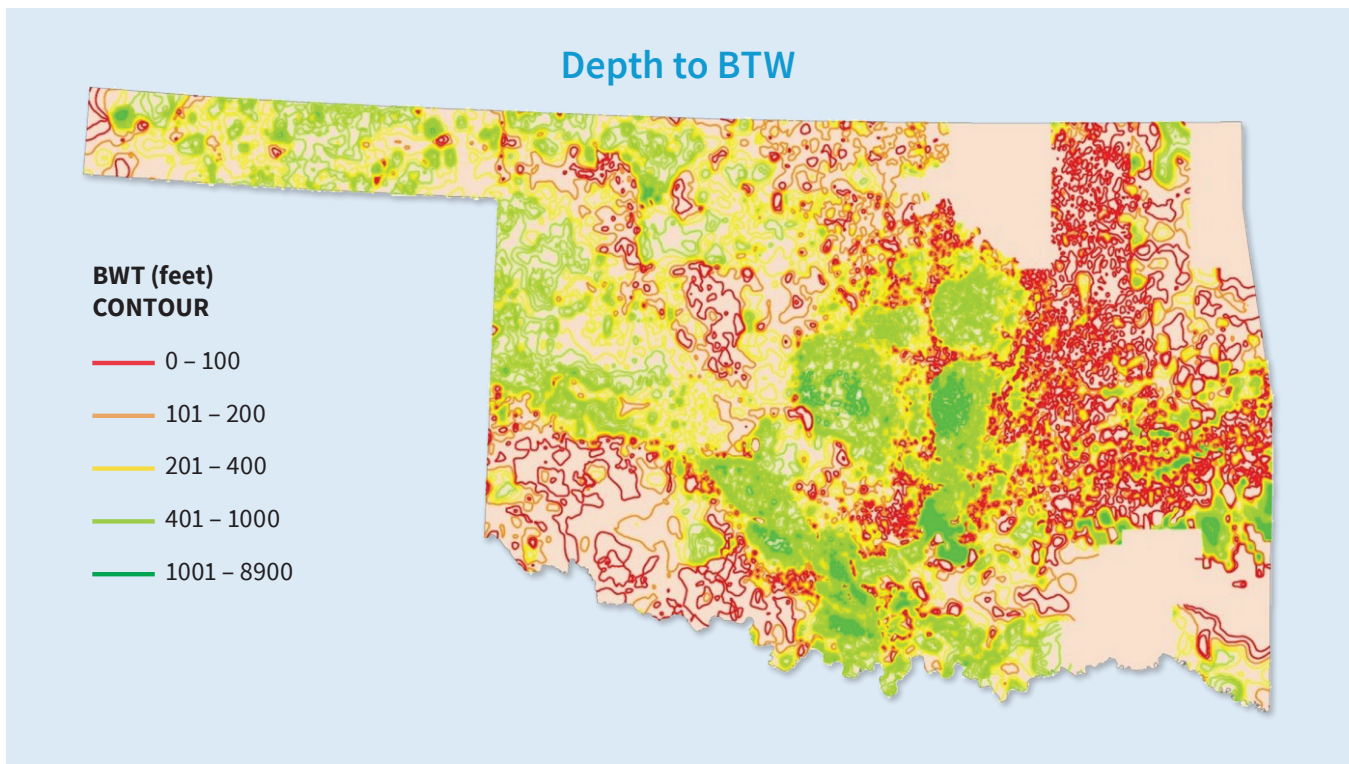 Depth to BTW
BWT (feet)
CONTOUR
0 – 100
101 – 200
201 – 400
401 – 1000
1001 – 8900